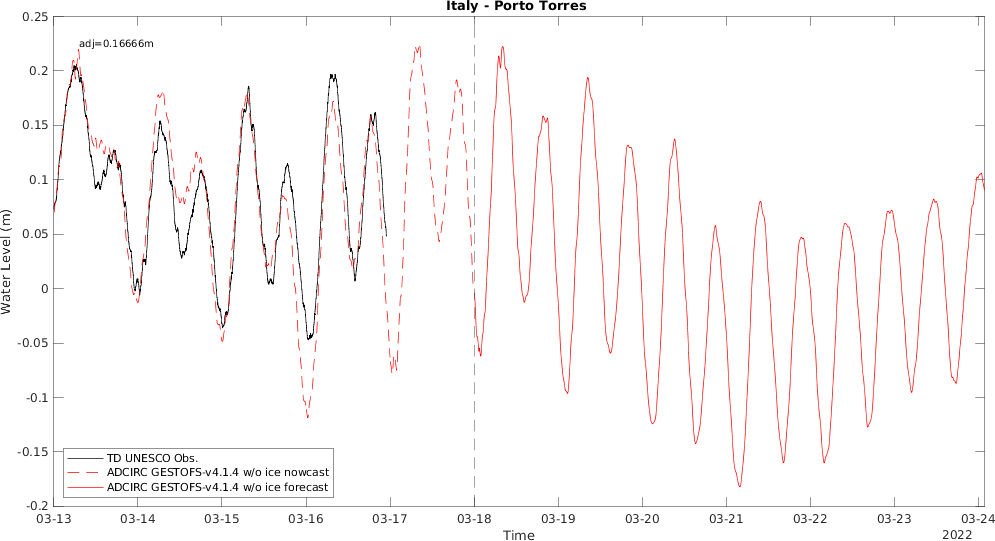 Italy - Porto Torres
adj=0.16666m
0.25
0.2
0.15
0.1
0.05
0
-0.05
-0.1
-0.15
-0.2
Water Level (m)
TD UNESCO Obs.
ADCIRC GESTOFS-v4.1.4 w/o ice nowcast
ADCIRC GESTOFS-v4.1.4 w/o ice forecast
03-13 03-14 03-15 03-16 03-17 03-18 03-19 03-20 03-21 03-22 03-23 03-24
Time
2022